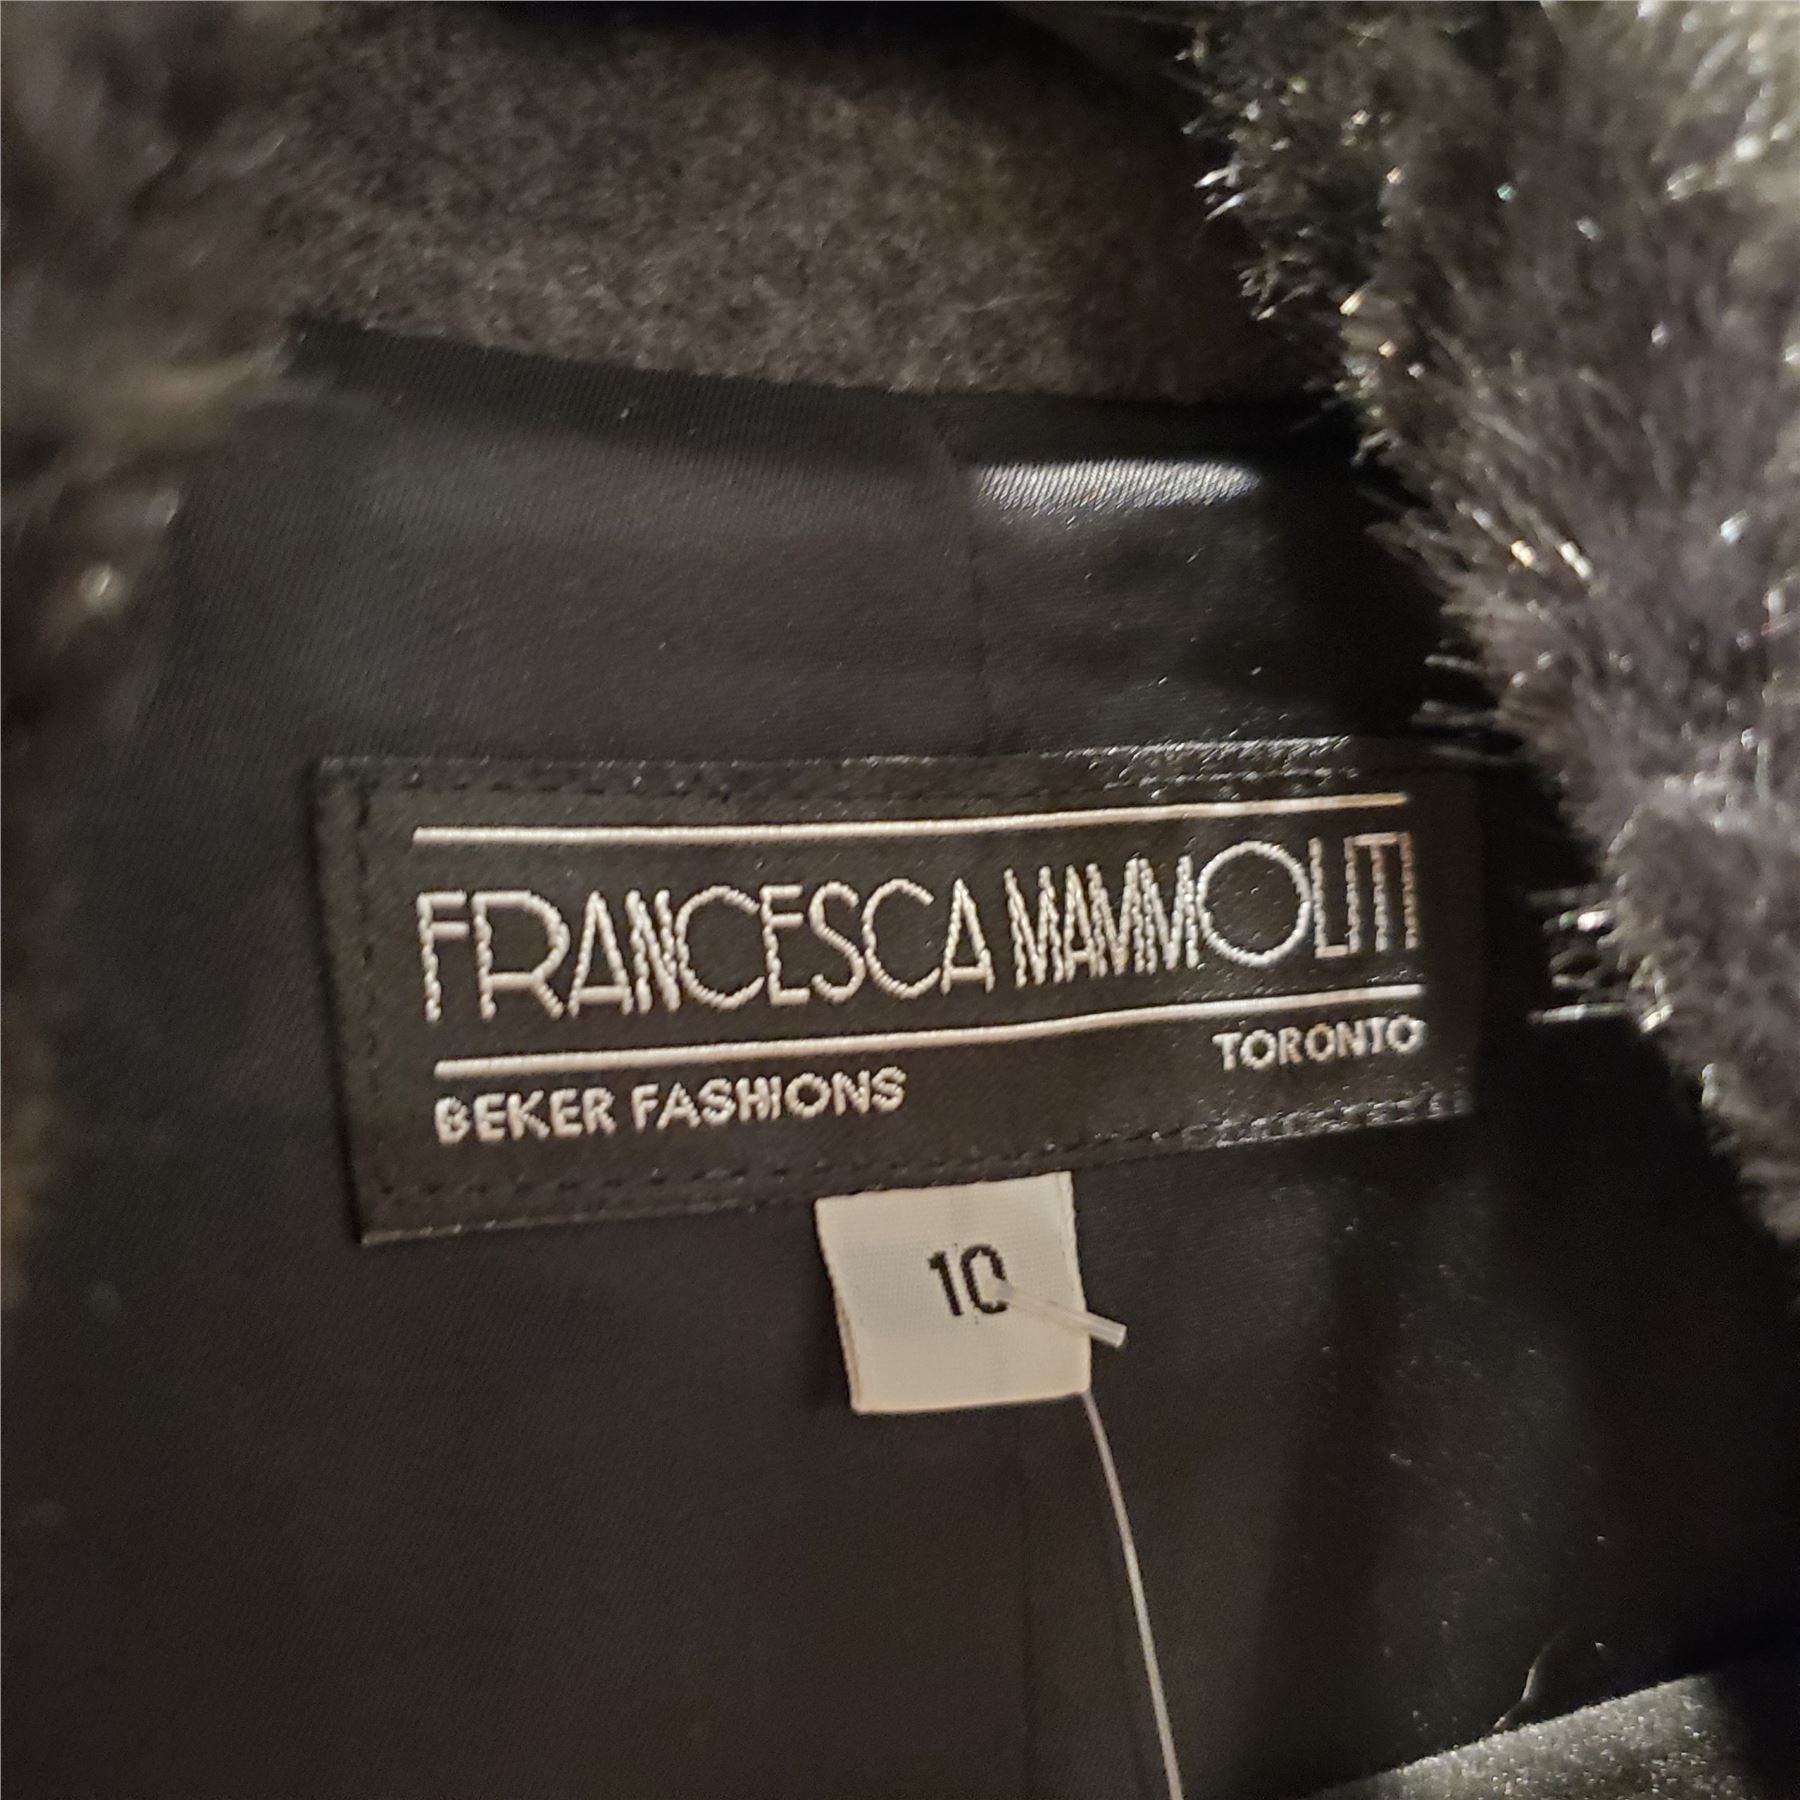 FRANCESCA MAMMOLITI
BEKER FASHIONS TORONTO
10